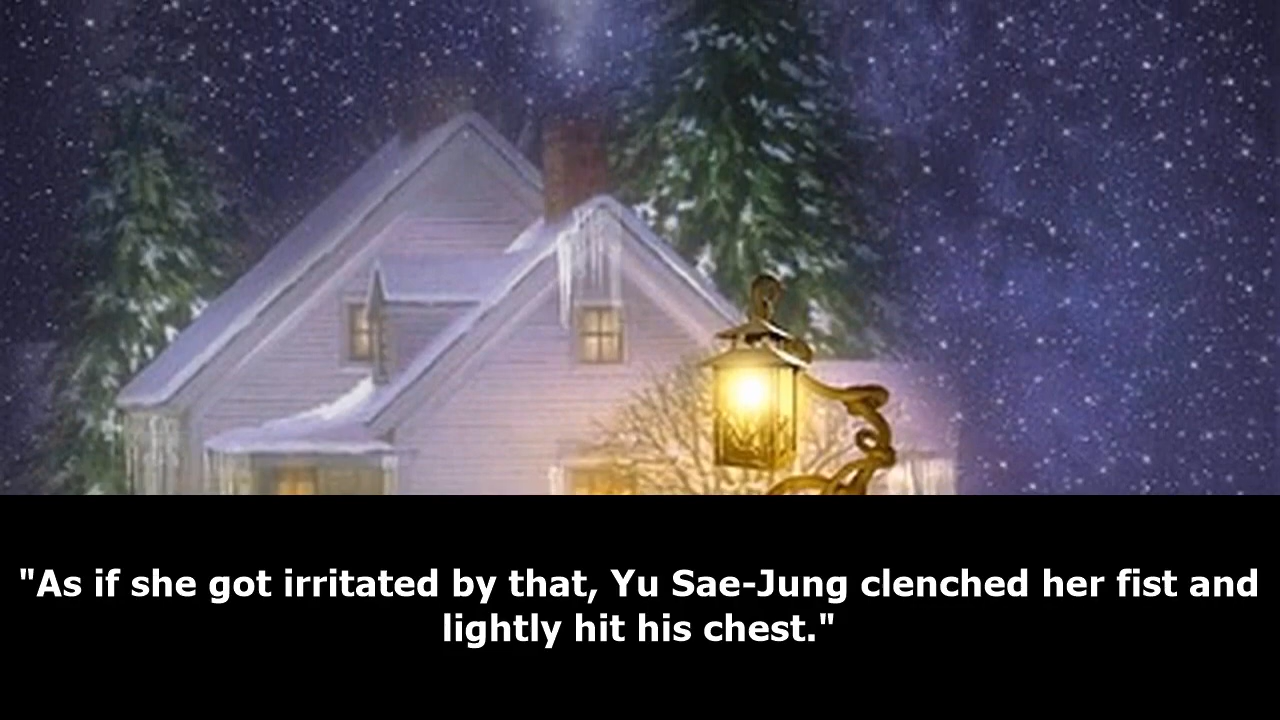 "As if she got irritated by that, Yu Sae-Jung clenched her fist and
lightly hit his chest."